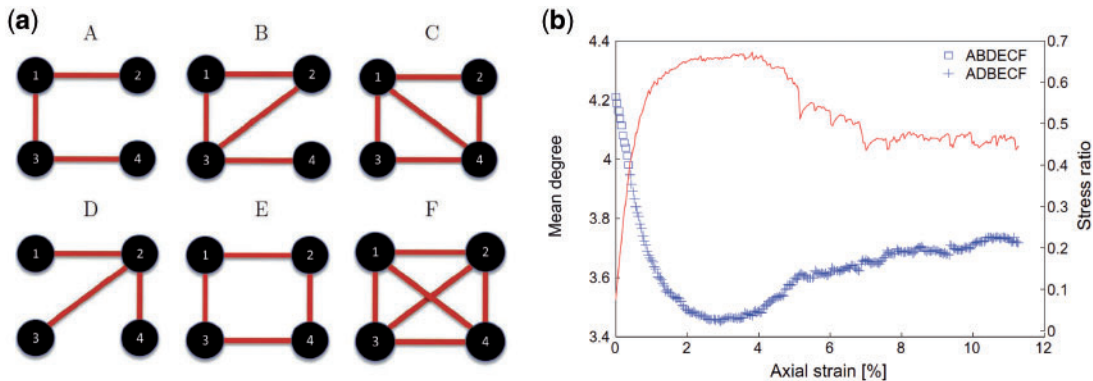 (a)
A B C
1 2 1 2 1 2
3 4 3 4 3 4
D E F
1 2 1 2 1 2
3 4 3 4 3 4
(b)
4.4 0.7
ABDECF
ADBECF
0.6
4.2
0.5
4
0.4
Mean degree
3.8
Stress ratio
0.3
0.2
3.6
0.1
3.4 0
0 2 4 6 8 10 12
Axial strain [%]